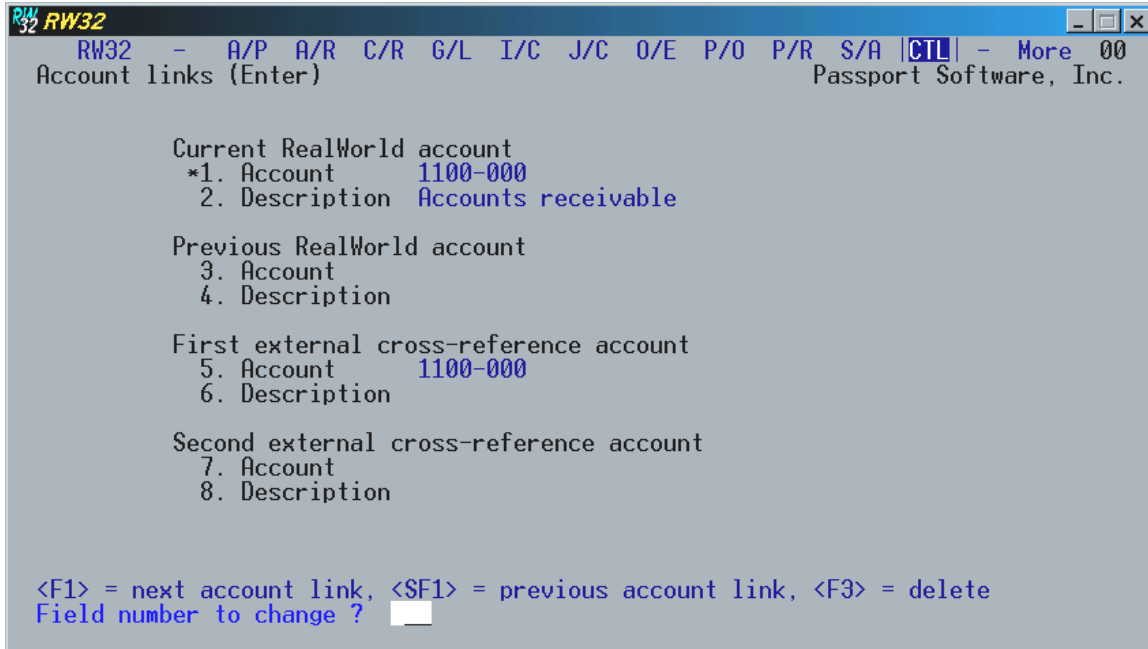 RW32 RW32
RW32 - A/P A/R C/R G/L I/C J/C O/E P/O P/R S/A |CTL| - More 00
Account links (Enter) Passport Software, Inc.
Current RealWorld account
*1. Account 1100-000
2. Description Accounts receivable
Previous RealWorld account
3. Account
4. Description
First external cross-reference account
5. Account 1100-000
6. Description
Second external cross-reference account
7. Account
8. Description
<F1> = next account link, <SF1> = previous account link, <F3> = delete
Field number to change ? __